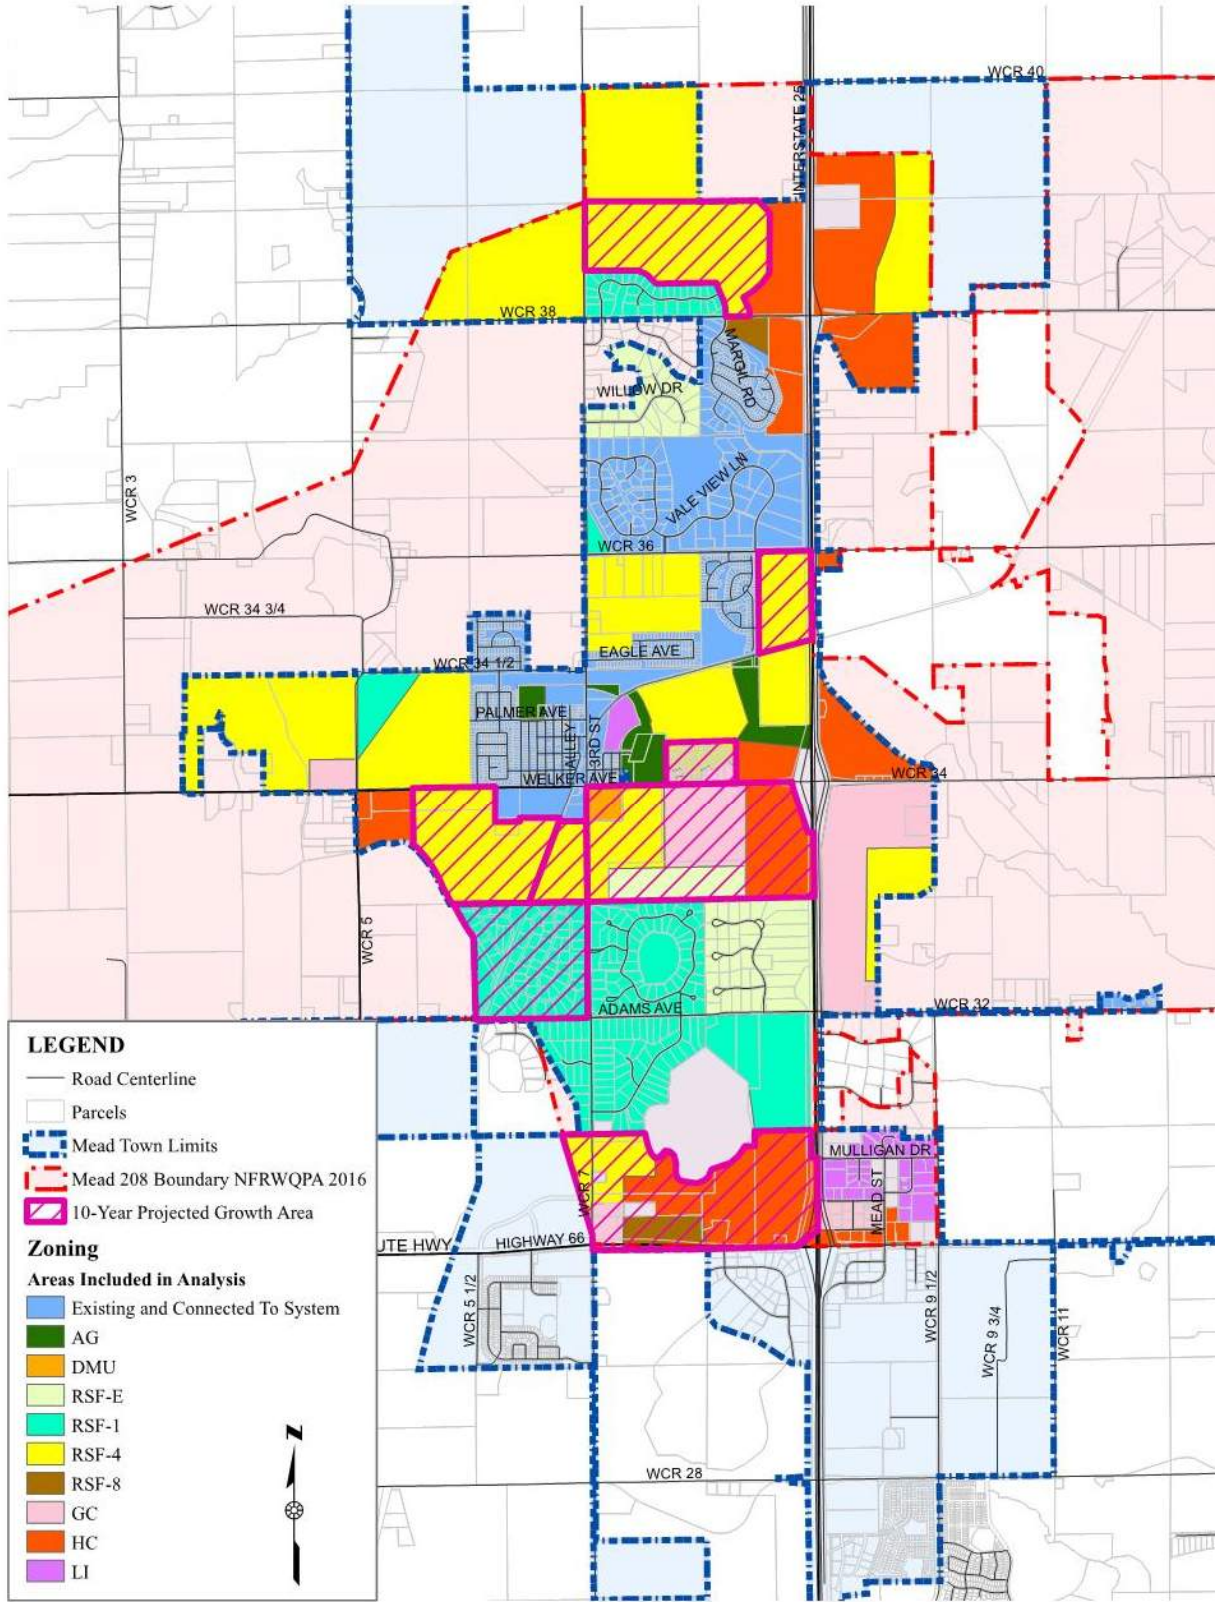 WCR 40
INTERSTATE 25
WCR 38
MARGIL RD
WILLOW DR
WCR 3
VALE VIEW LN
WCR 36
WCR 34 3/4
EAGLE AVE
WCR 34 1/2
PALMER AVE
ALLEY
3RD ST
WELKER AVE
WCR 34
WCR 5
ADAMS AVE
WCR 32
MULLIGAN DR
MEAD ST
WCR 7
UTE HWY
HIGHWAY 66
WCR 5 1/2
WCR 9 1/2
WCR 9 3/4
WCR 11
WCR 28
LEGEND
Road Centerline
Parcels
Mead Town Limits
Mead 208 Boundary NFRWQPA 2016
10-Year Projected Growth Area
Zoning
Areas Included in Analysis
Existing and Connected To System
AG
DMU
RSF-E
RSF-1
RSF-4
RSF-8
GC
HC
LI
N